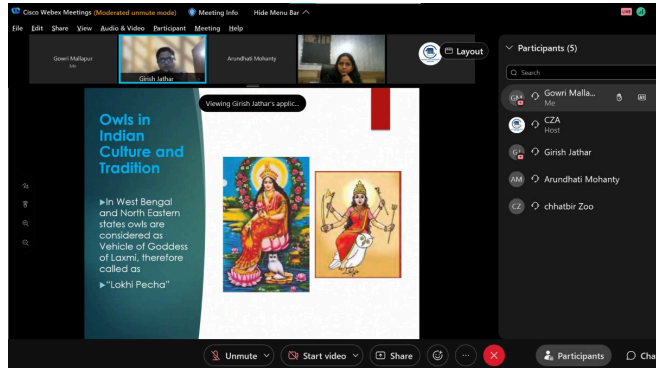 Cisco Webex Meetings (Moderated unmute mode) Meeting Info Hide Menu Bar
LIVE
File Edit Share View Audio & Video Participant Meeting Help
Gowri Mallapur
Me
Girish Jathar
Arundhati Mohanty
Layout
Viewing Girish Jathar's applic...
Owls in
Indian
Culture and
Tradition
▶In West Bengal
and North Eastern
states owls are
considered as
Vehicle of Goddess
of Laxmi, therefore
called as
▶"Lokhi Pecha"
Participants (5)
Search
Gowri Malla...
Me
CZA
Host
Girish Jathar
AM Arundhati Mohanty
CZ chhatbir Zoo
Unmute Start video Share Participants Cha